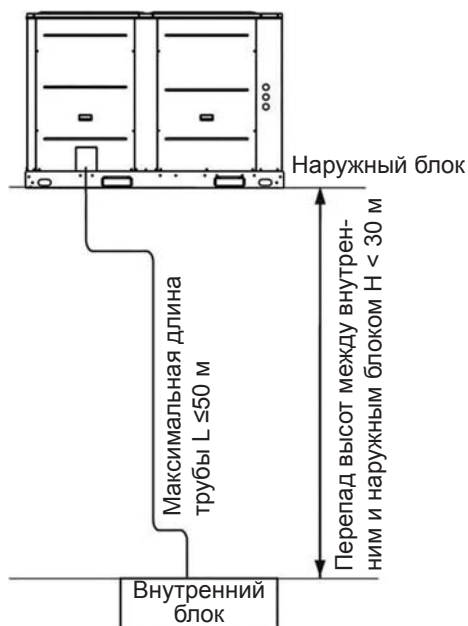 Наружный блок
Максимальная длина
трубы L ≤50 м
Перепад высот между внутрен-
ним и наружным блоком H < 30 м
Внутренний
блок